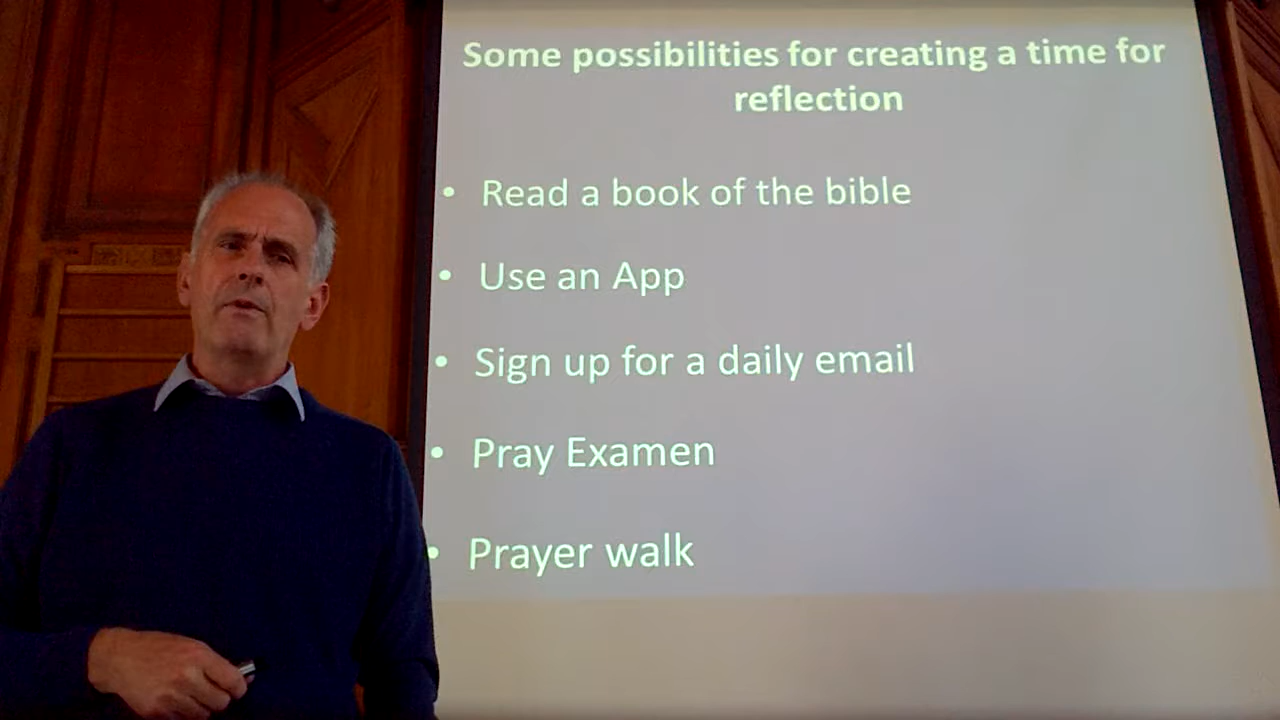 Some possibilities for creating a time for
reflection
• Read a book of the bible
• Use an App
• Sign up for a daily email
• Pray Examen
• Prayer walk